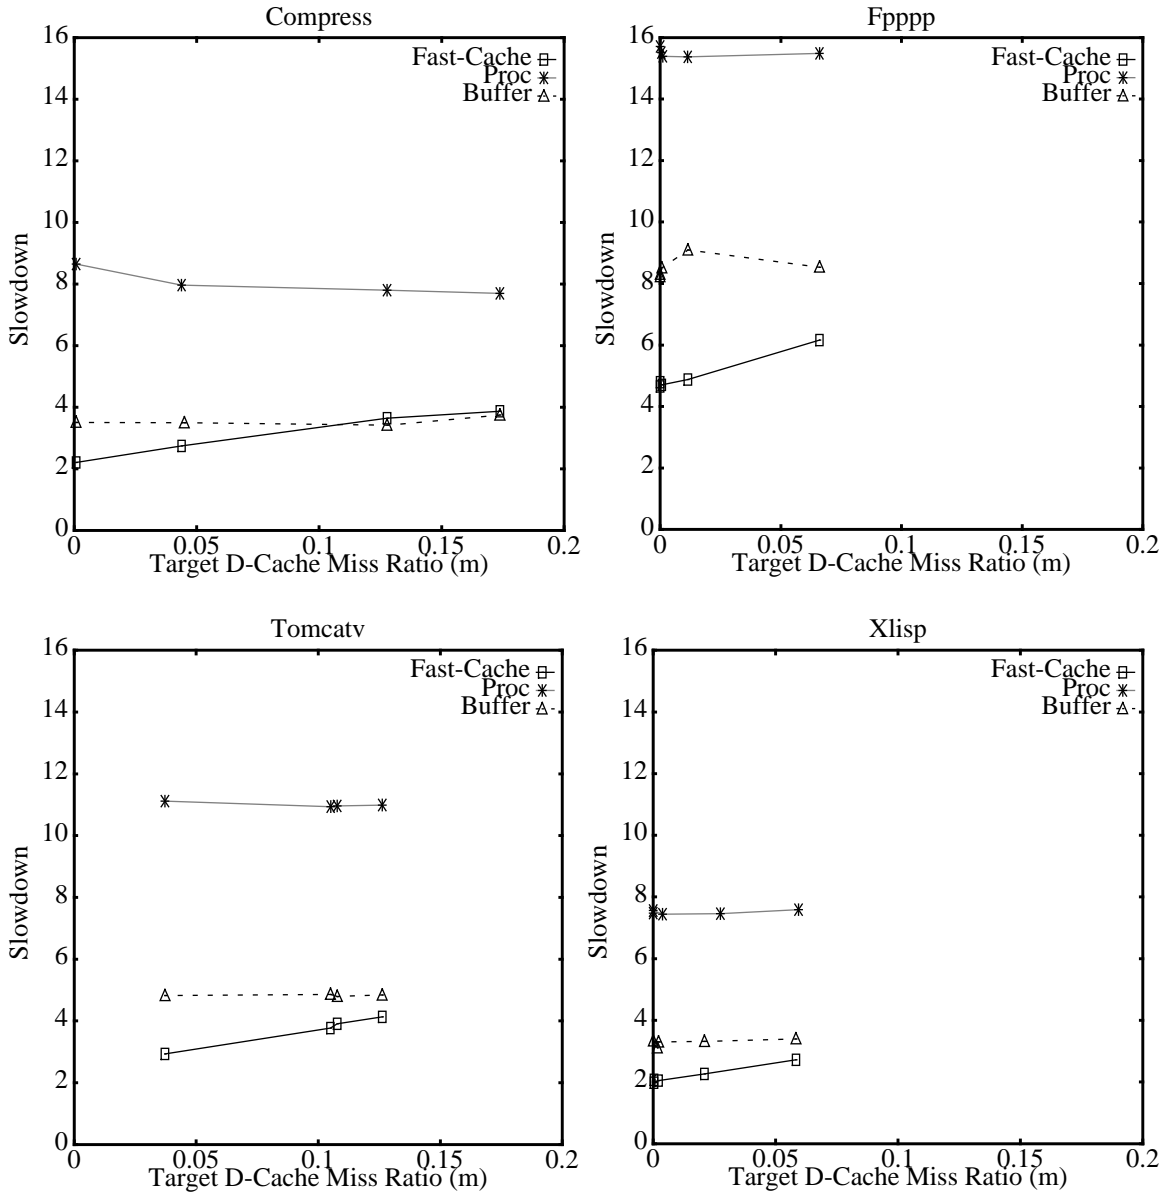 Compress
16
14
12
10
8
6
4
2
0
Slowdown
Fast-Cache
Proc
Buffer
0 0.05 0.1 0.15 0.2
Target D-Cache Miss Ratio (m)
Fpppp
16
14
12
10
8
6
4
2
0
Slowdown
Fast-Cache
Proc
Buffer
0 0.05 0.1 0.15 0.2
Target D-Cache Miss Ratio (m)
Tomcatv
16
14
12
10
8
6
4
2
0
Slowdown
Fast-Cache
Proc
Buffer
0 0.05 0.1 0.15 0.2
Target D-Cache Miss Ratio (m)
Xlisp
16
14
12
10
8
6
4
2
0
Slowdown
Fast-Cache
Proc
Buffer
0 0.05 0.1 0.15 0.2
Target D-Cache Miss Ratio (m)